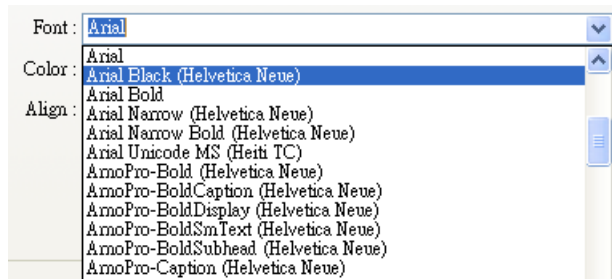 Font : Arial
Arial
Color :
Arial Black (Helvetica Neue)
Arial Bold
Align :
Arial Narrow (Helvetica Neue)
Arial Narrow Bold (Helvetica Neue)
Arial Unicode MS (Heiti TC)
ArnoPro-Bold (Helvetica Neue)
ArnoPro-BoldCaption (Helvetica Neue)
ArnoPro-BoldDisplay (Helvetica Neue)
ArnoPro-BoldSmText (Helvetica Neue)
ArnoPro-BoldSubhead (Helvetica Neue)
ArnoPro-Caption (Helvetica Neue)